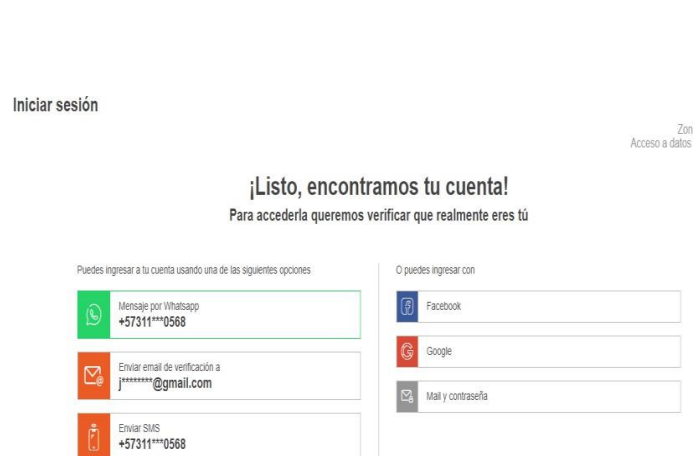 Iniciar sesión
Zon
Acceso a datos
¡Listo, encontramos tu cuenta!
Para accederla queremos verificar que realmente eres tú
Puedes ingresar a tu cuenta usando una de las siguientes opciones
Mensaje por Whatsapp
+57311***0568
Enviar email de verificación a
j********@gmail.com
Enviar SMS
+57311***0568
O puedes ingresar con
Facebook
Google
Mail y contraseña